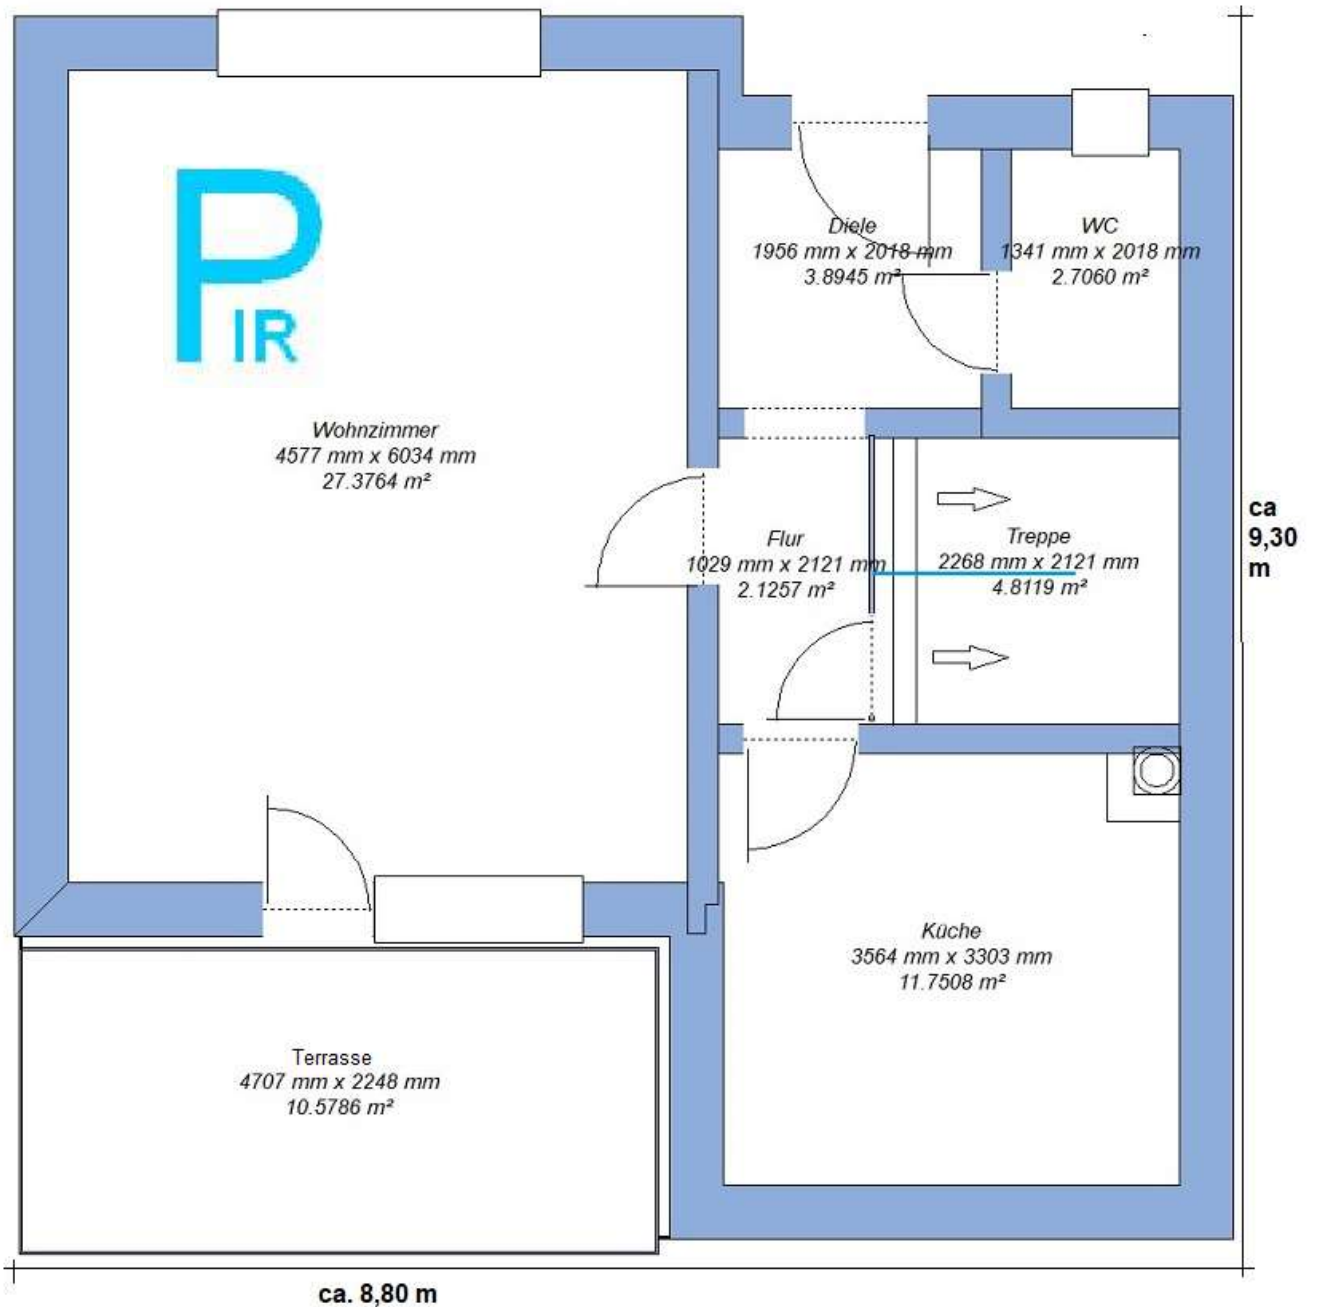 P
IR
Diele
1956 mm x 2018 mm
3.8945 m²
WC
1341 mm x 2018 mm
2.7060 m²
Wohnzimmer
4577 mm x 6034 mm
27.3764 m²
Flur
1029 mm x 2121 mm
2.1257 m²
Treppe
2268 mm x 2121 mm
4.8119 m²
ca
9,30
m
Küche
3564 mm x 3303 mm
11.7508 m²
Terrasse
4707 mm x 2248 mm
10.5786 m²
ca. 8,80 m